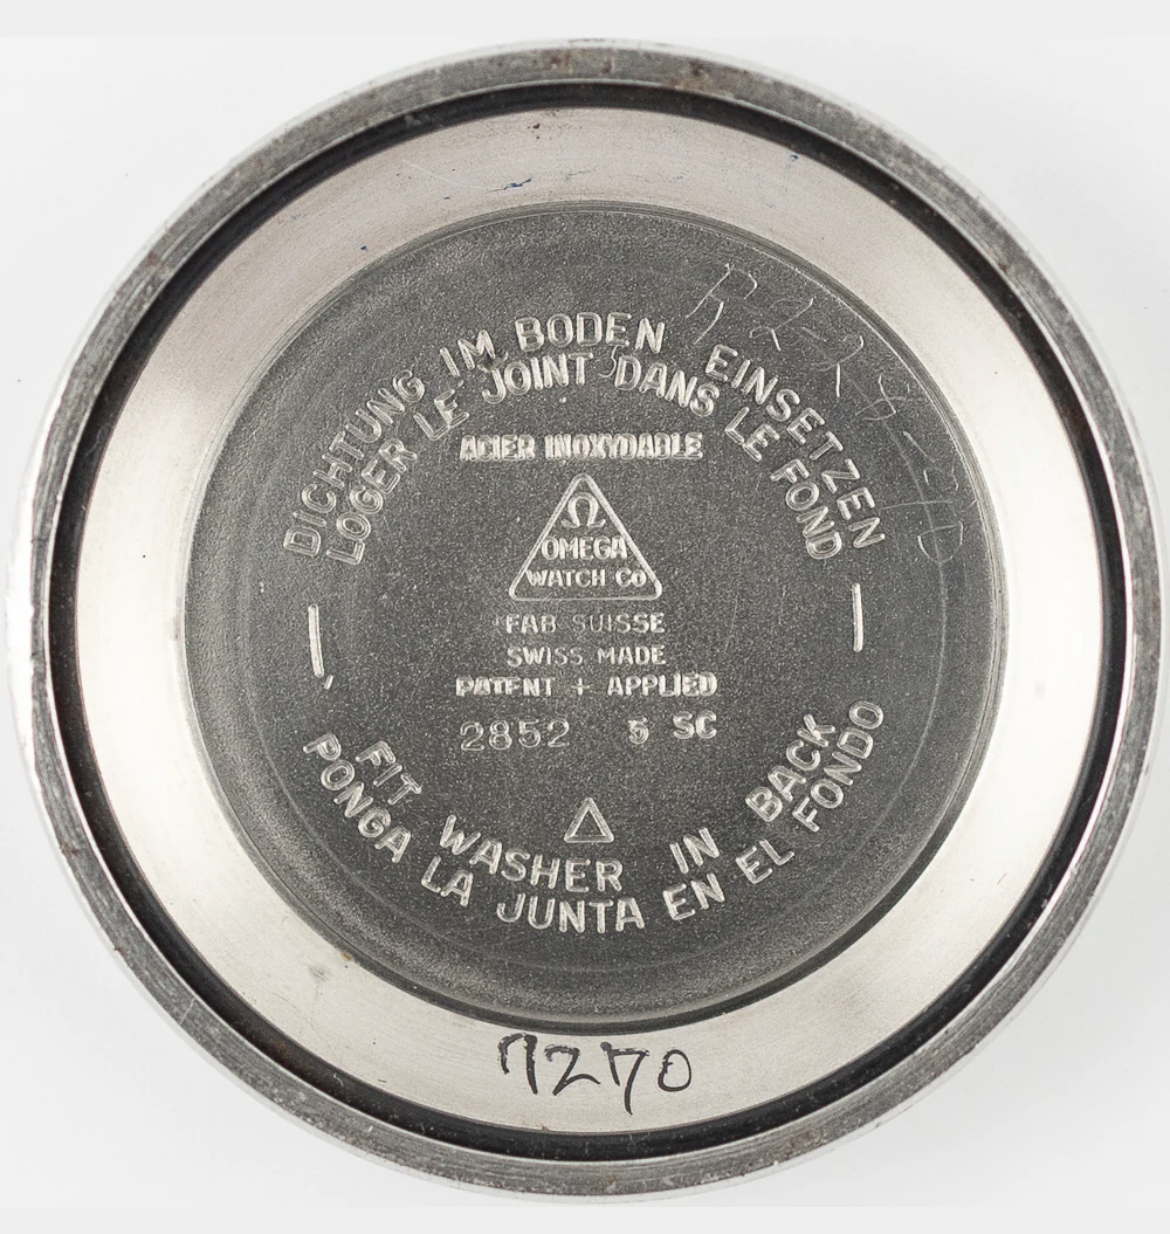 DICHTUNG IM BODEN EINSETZEN
LOGER LE JOINT DANS LE FOND
ACIER INOXYDABLE
Ω
OMEGA
WATCH Co
FAB SUISSE
SWISS MADE
PATENT + APPLIED
2852 5 SC
FIT WASHER IN BACK
PONGA LA JUNTA EN EL FONDO
7270